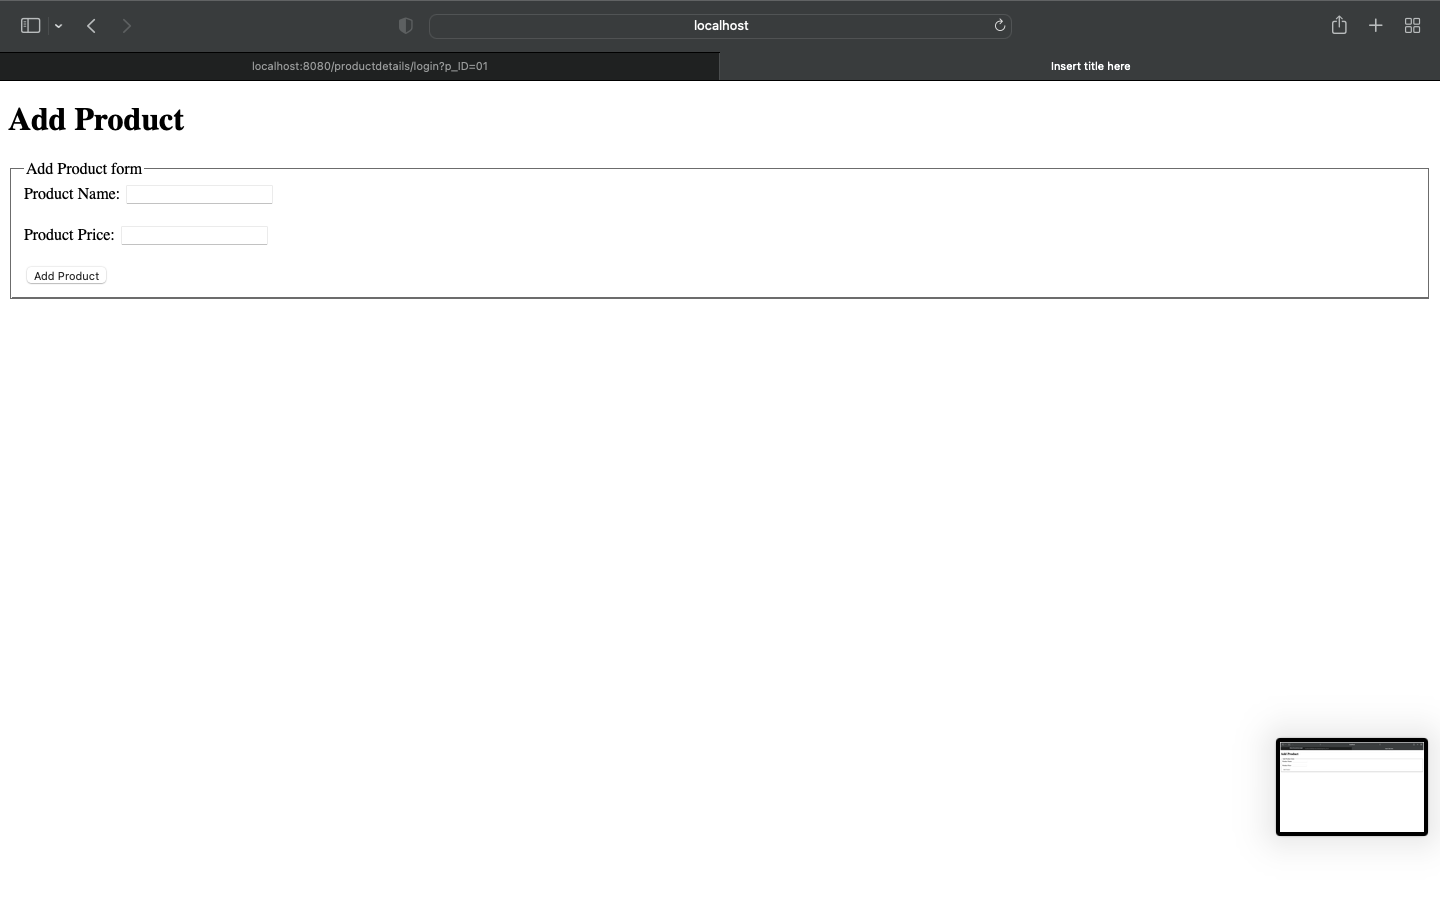 localhost
localhost:8080/productdetails/login?p_ID=01
Insert title here
Add Product
Add Product form
Product Name:
Product Price:
Add Product